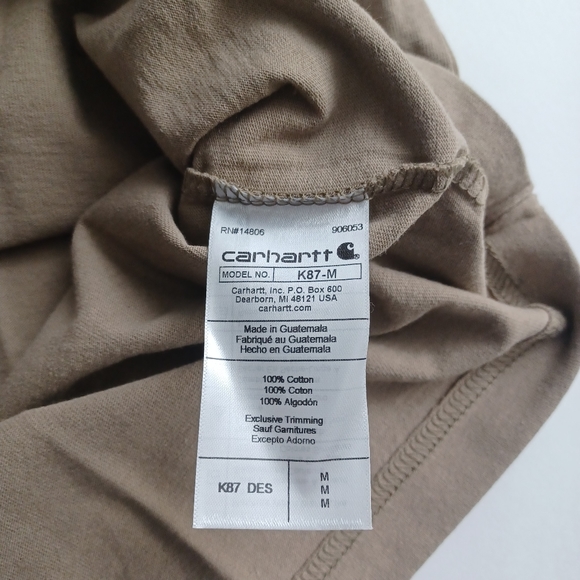 RN#14806 906053
carhartt
MODEL NO. K87-M
Carhartt, Inc. P.O. Box 600
Dearborn, MI 48121 USA
carhartt.com
Made in Guatemala
Fabriqué au Guatemala
Hecho en Guatemala
100% Cotton
100% Coton
100% Algodón
Exclusive Trimming
Sauf Garnitures
Excepto Adorno
K87 DES
M
M
M